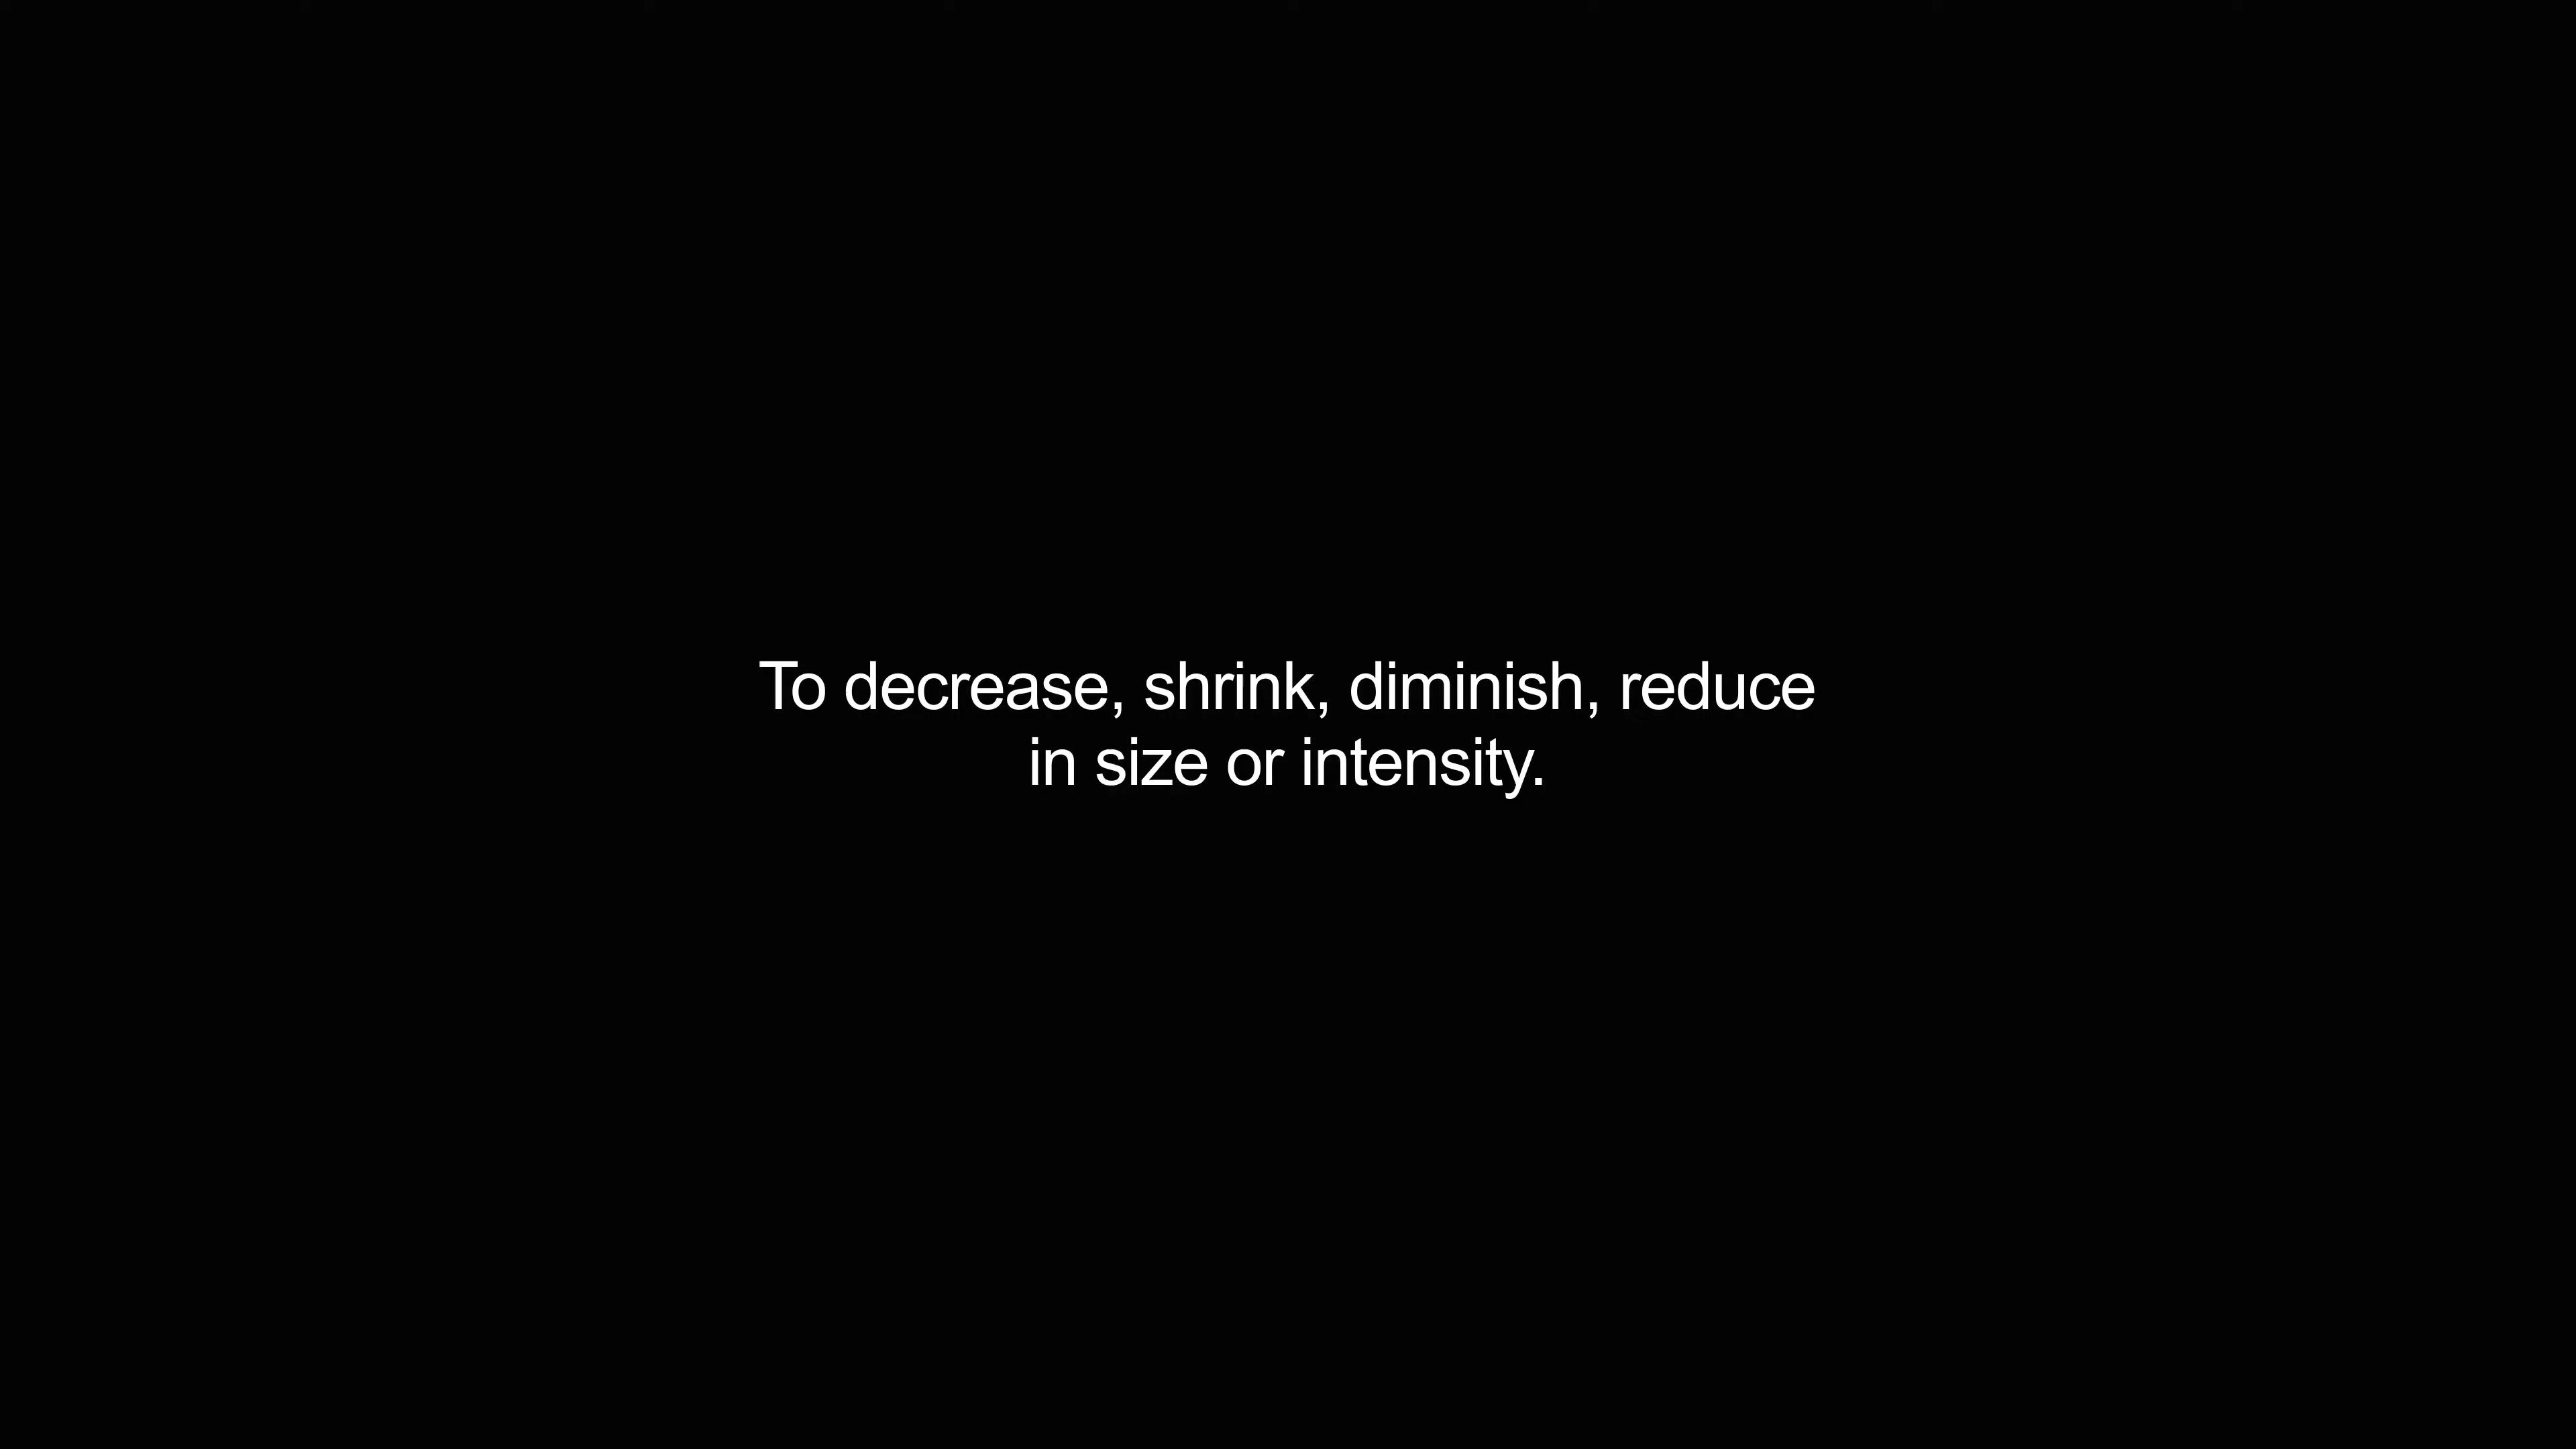 To decrease, shrink, diminish, reduce
in size or intensity.